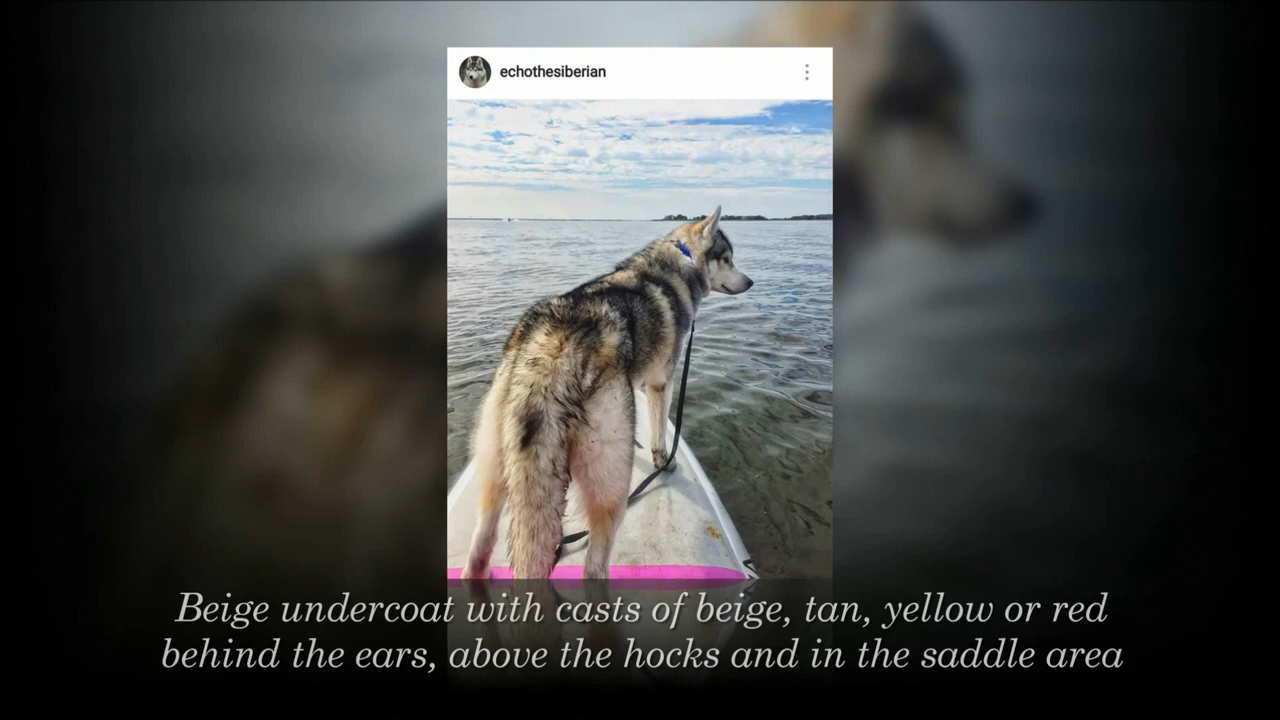 echothesiberian
Beige undercoat with casts of beige, tan, yellow or red
behind the ears, above the hocks and in the saddle area